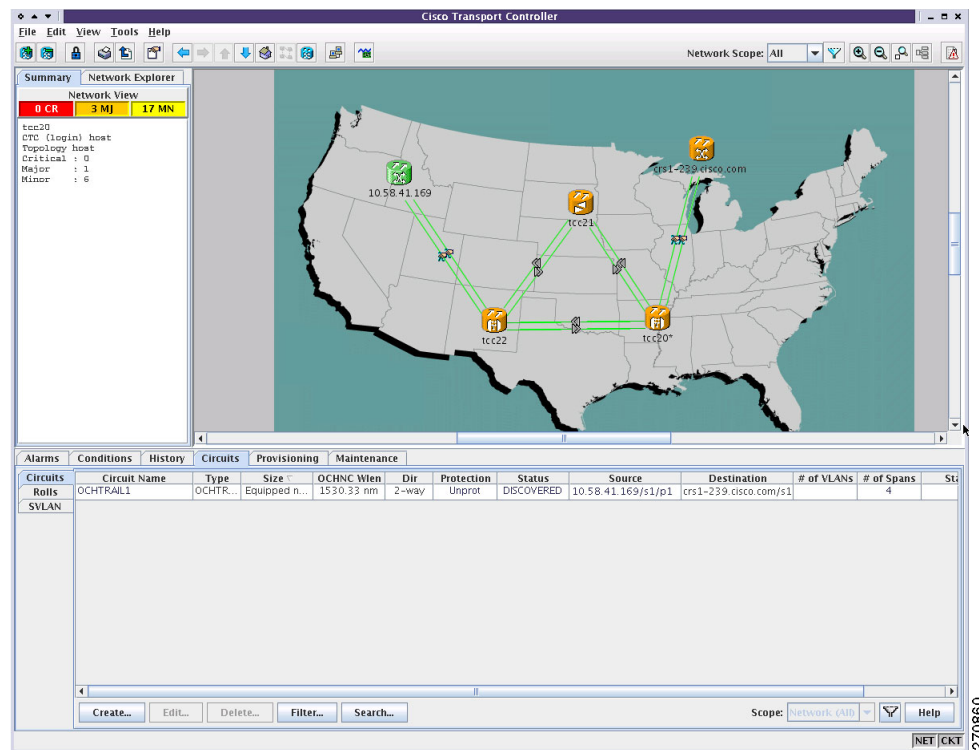 Cisco Transport Controller
File Edit View Tools Help
Network Scope: All
Summary Network Explorer
Network View
0 CR 3 MJ 17 MN
tcc20
CTC (login) host
Topology host
Critical : 0
Major : 1
Minor : 6
crs1-239.cisco.com
10.58.41.169
tcc21
tcc22
tcc20*
Alarms Conditions History Circuits Provisioning Maintenance
Circuits
Rolls
SVLAN
Circuit Name Type Size OCHNC Wlen Dir Protection Status Source Destination # of VLANs # of Spans Sta
OCHTRAIL1 OCHTR... Equipped n... 1530.33 nm 2-way Unprot DISCOVERED 10.58.41.169/s1/p1 crs1-239.cisco.com/s1 4
Create... Edit... Delete... Filter... Search... Scope: Network (All) Help
NET CKT
270860